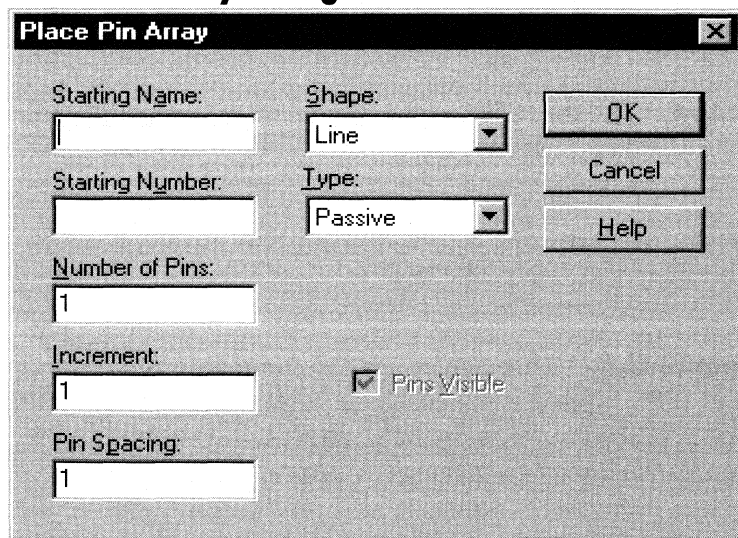 Place Pin Array
Starting Name:
Shape:
Line
OK
Starting Number:
Type:
Passive
Cancel
Help
Number of Pins:
1
Increment:
1
Pins Visible
Pin Spacing:
1